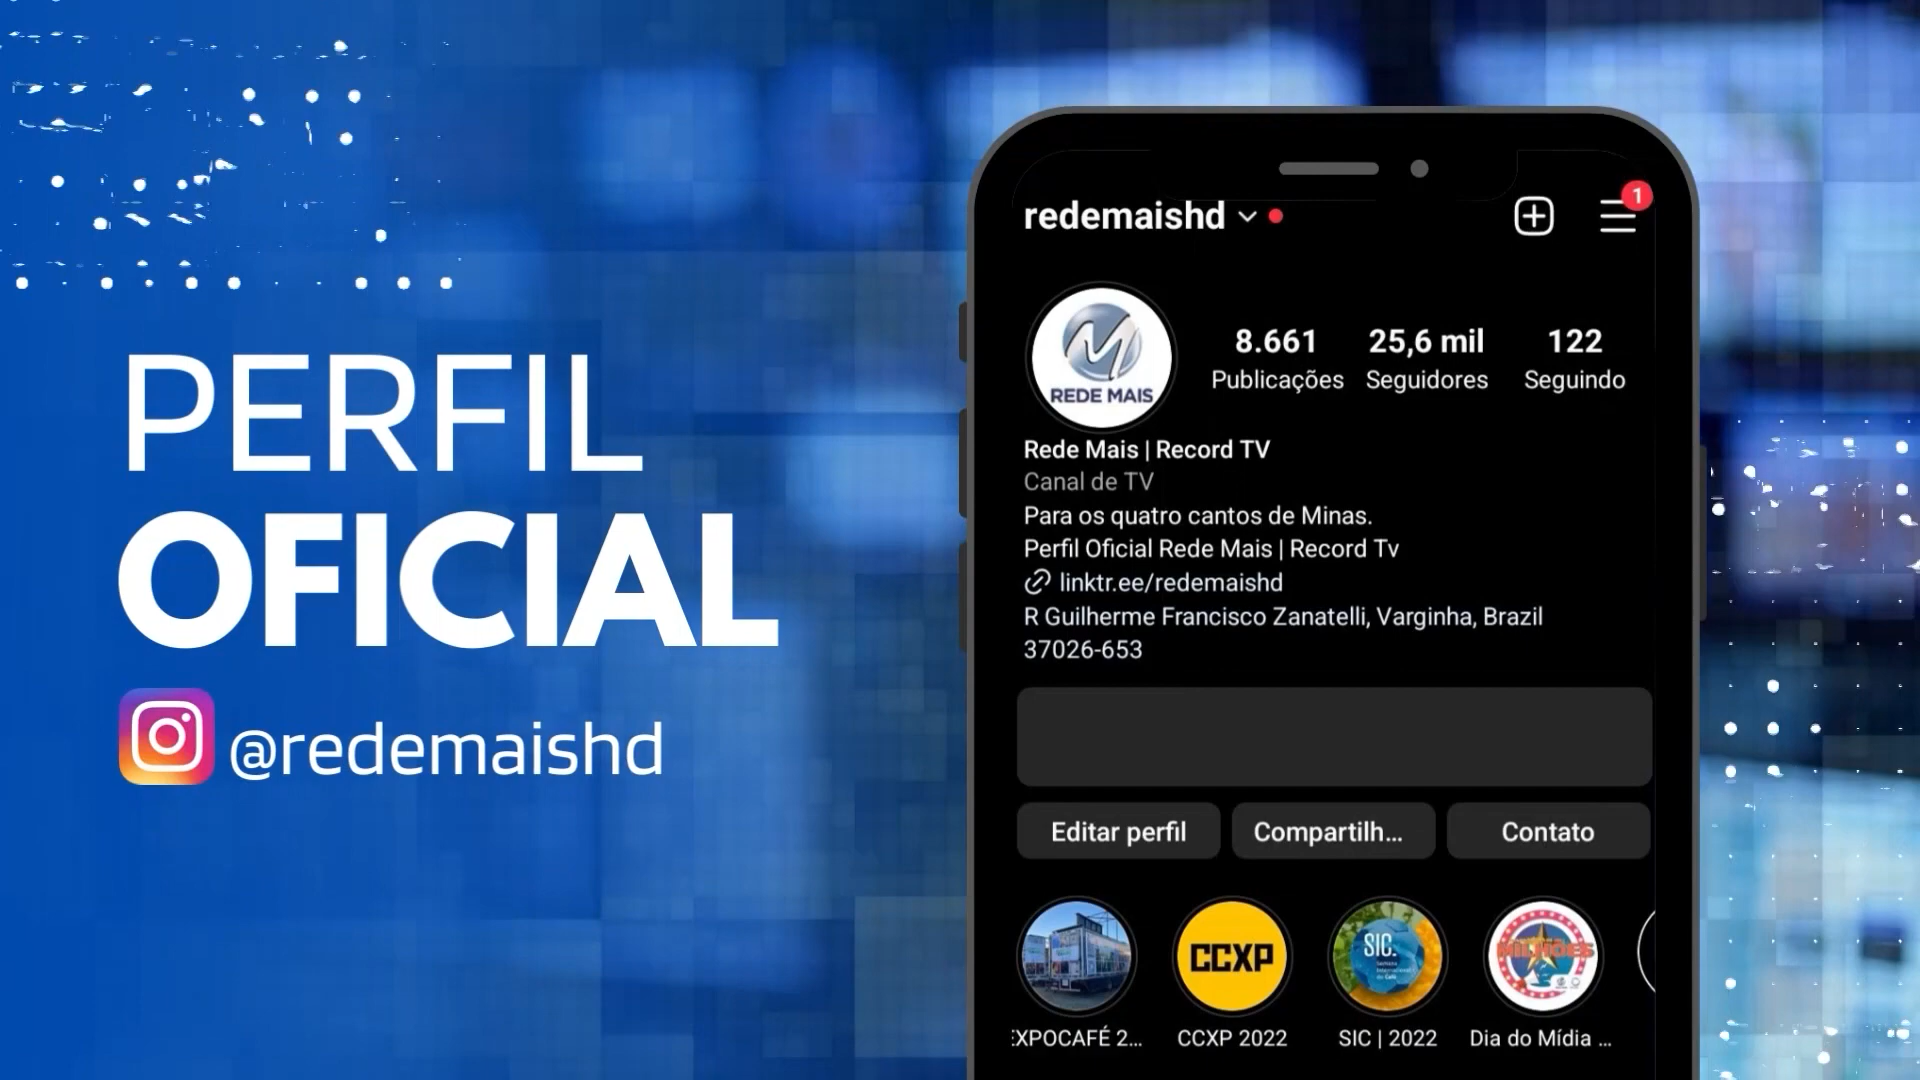 PERFIL
OFICIAL
@redemaishd
redemaishd
1
REDE MAIS
8.661 25,6 mil 122
Publicações Seguidores Seguindo
Rede Mais | Record TV
Canal de TV
Para os quatro cantos de Minas.
Perfil Oficial Rede Mais | Record Tv
linktr.ee/redemaishd
R Guilherme Francisco Zanatelli, Varginha, Brazil
37026-653
Editar perfil Compartilh... Contato
CCXP SIC. MILHÕES
EXPOCAFÉ 2... CCXP 2022 SIC | 2022 Dia do Mídia ...